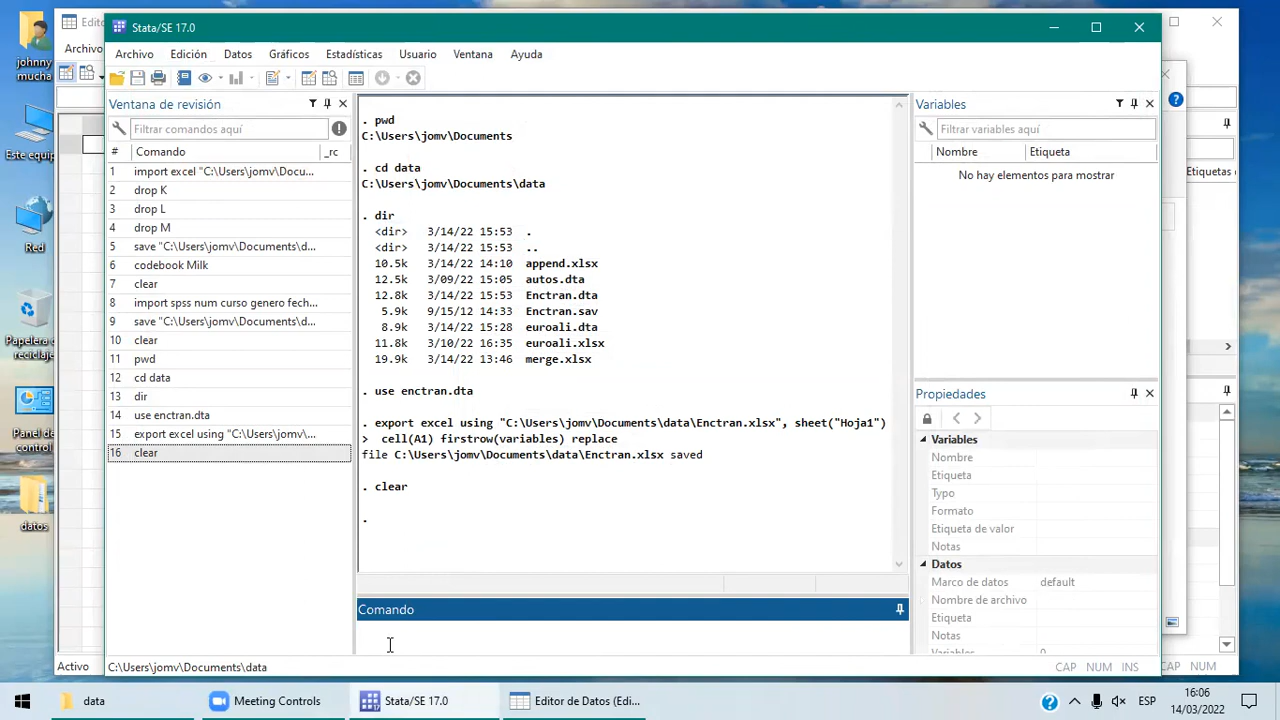 Editor
Stata/SE 17.0
johnny
mucha
Archivo
Archivo Edición Datos Gráficos Estadísticas Usuario Ventana Ayuda
Ventana de revisión
Filtrar comandos aquí
# Comando _rc
1 import excel "C:\Users\jomv\Docu...
2 drop K
3 drop L
4 drop M
5 save "C:\Users\jomv\Documents\d...
6 codebook Milk
7 clear
8 import spss num curso genero fech...
9 save "C:\Users\jomv\Documents\d...
10 clear
11 pwd
12 cd data
13 dir
14 use enctran.dta
15 export excel using "C:\Users\jomv\...
16 clear
. pwd
C:\Users\jomv\Documents
. cd data
C:\Users\jomv\Documents\data
. dir
<dir> 3/14/22 15:53 .
<dir> 3/14/22 15:53 ..
10.5k 3/14/22 14:10 append.xlsx
12.5k 3/09/22 15:05 autos.dta
12.8k 3/14/22 15:53 Enctran.dta
5.9k 9/15/12 14:33 Enctran.sav
8.9k 3/14/22 15:28 euroali.dta
11.8k 3/10/22 16:35 euroali.xlsx
19.9k 3/14/22 13:46 merge.xlsx
. use enctran.dta
. export excel using "C:\Users\jomv\Documents\data\Enctran.xlsx", sheet("Hoja1")
> cell(A1) firstrow(variables) replace
file C:\Users\jomv\Documents\data\Enctran.xlsx saved
. clear
.
Comando
Variables
Filtrar variables aquí
Nombre Etiqueta
No hay elementos para mostrar
Propiedades
Variables
Nombre
Etiqueta
Tipo
Formato
Etiqueta de valor
Notas
Datos
Marco de datos default
Nombre de archivo
Etiqueta
Notas
Variables 0
Etiquetas
Este equipo
Red
Papelera de
reciclaje
Panel de
control
datos
Activo
C:\Users\jomv\Documents\data
CAP NUM INS
CAP NUM
data
Meeting Controls
Stata/SE 17.0
Editor de Datos (Edi...
ESP
16:06
14/03/2022